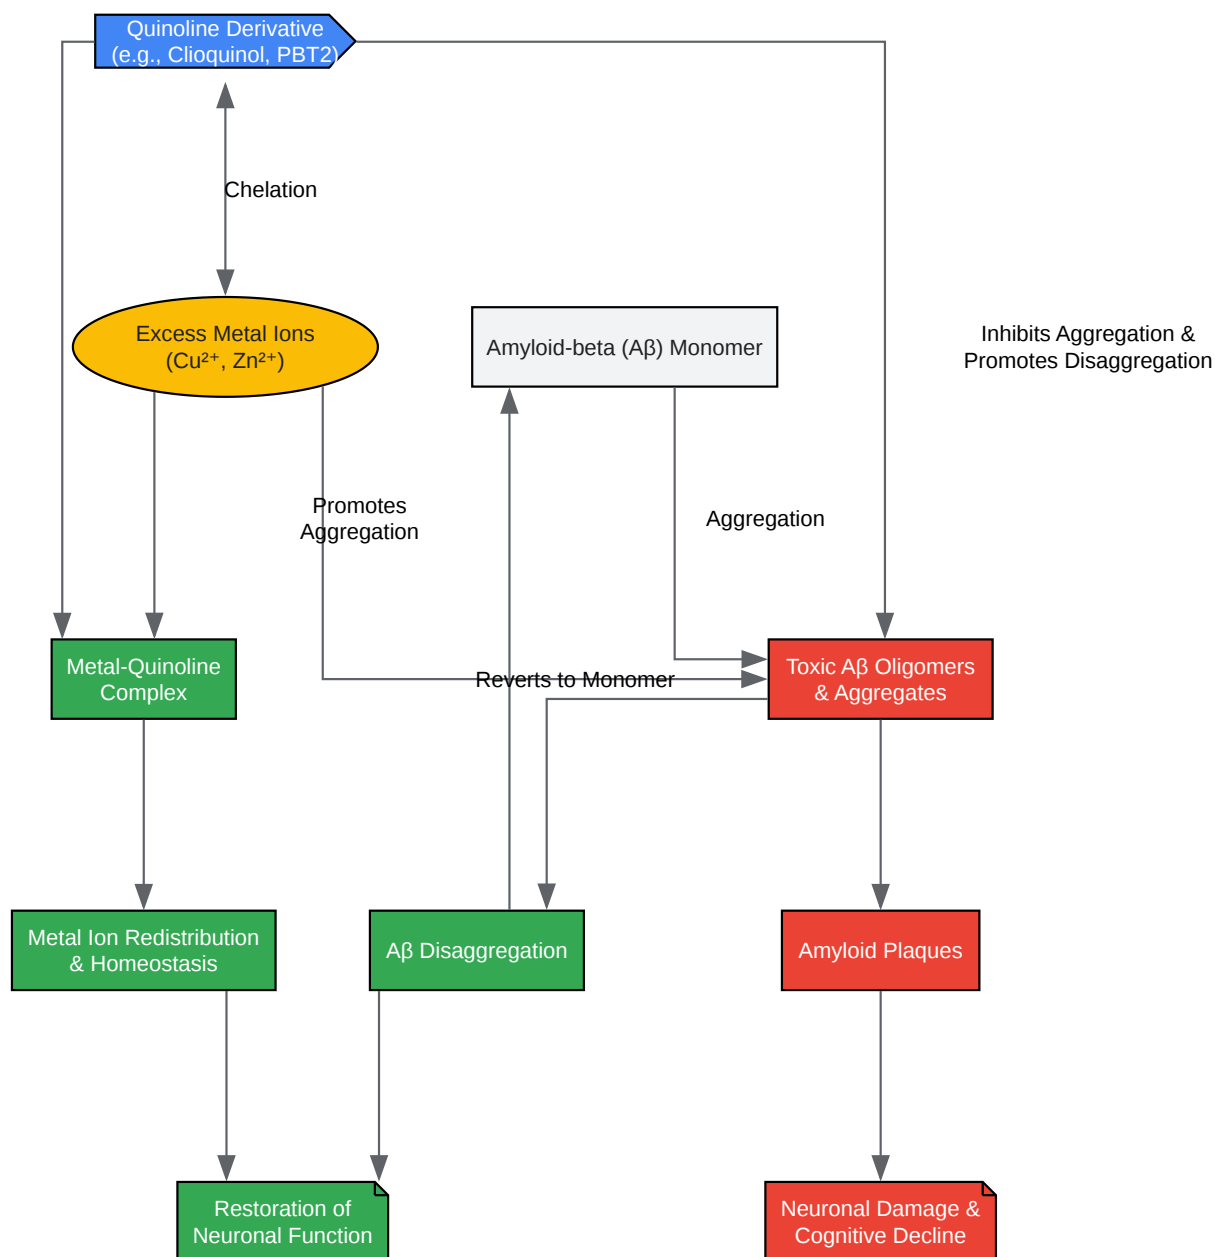 Quinoline Derivative
(e.g., Clioquinol, PBT2)
Chelation
Excess Metal Ions
(Cu²⁺, Zn²⁺)
Amyloid-beta (Aβ) Monomer
Inhibits Aggregation &
Promotes Disaggregation
Promotes
Aggregation
Aggregation
Metal-Quinoline
Complex
Reverts to Monomer
Toxic Aβ Oligomers
& Aggregates
Metal Ion Redistribution
& Homeostasis
Aβ Disaggregation
Amyloid Plaques
Restoration of
Neuronal Function
Neuronal Damage &
Cognitive Decline